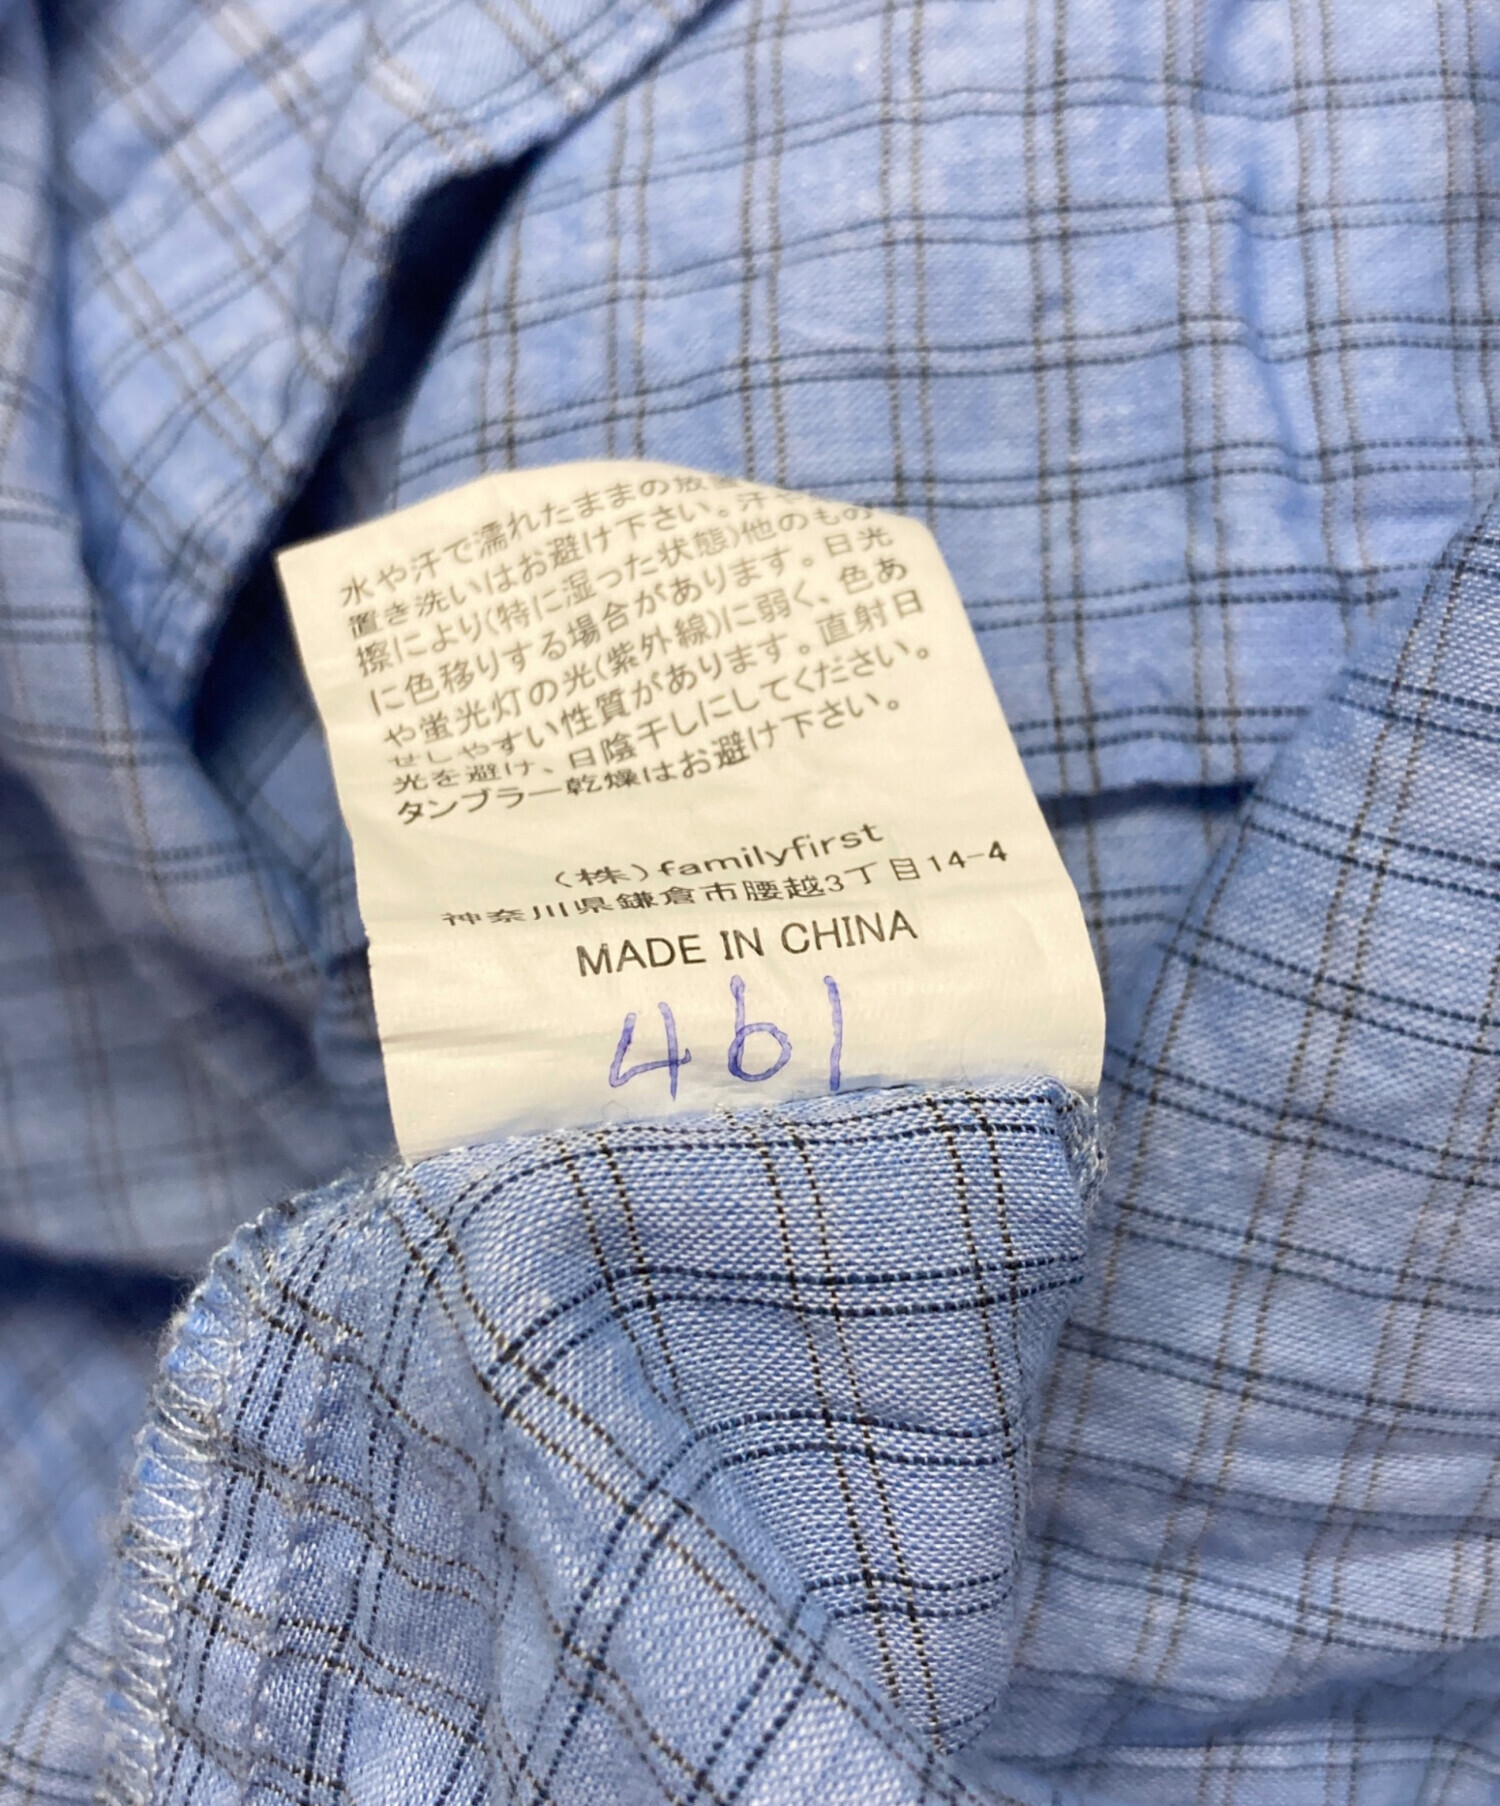 水や汗で濡れたままの放置
置き洗いはお避け下さい。汗や
擦により(特に湿った状態)他のもの
に色移りする場合があります。日光
や蛍光灯の光(紫外線)に弱く、色あ
せしやすい性質があります。直射日
光を避け、日陰干しにしてください。
タンブラー乾燥はお避け下さい。
(株)familyfirst
神奈川県鎌倉市腰越3丁目14-4
MADE IN CHINA
461